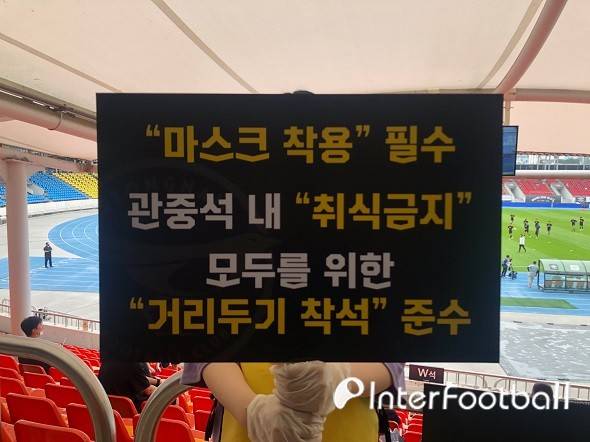 “마스크 착용” 필수
관중석 내 “취식금지”
모두를 위한
“거리두기 착석” 준수
W석
InterFootball